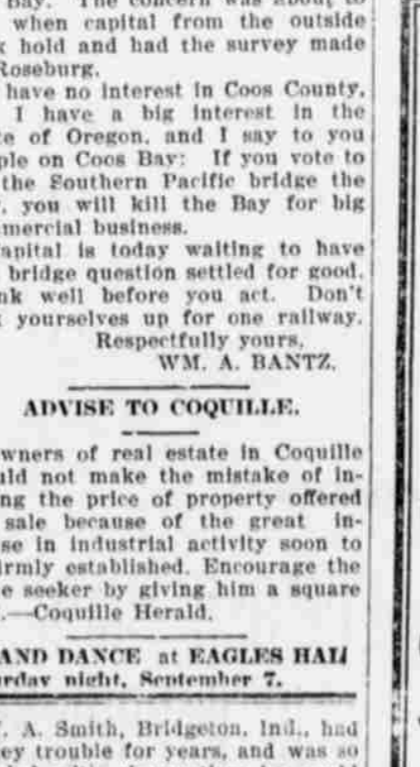 Bay. The concern was about to
when capital from the outside
hold and had the survey made
Roseburg.
have no interest in Coos County,
I have a big interest in the
e of Oregon, and I say to you
ple on Coos Bay: If you vote to
the Southern Pacific bridge the
, you will kill the Bay for big
mercial business.
apital is today waiting to have
bridge question settled for good.
nk well before you act. Don't
yourselves up for one railway.
Respectfully yours,
WM. A. BANTZ.
ADVISE TO COQUILLE.
wners of real estate in Coquille
uld not make the mistake of in-
ng the price of property offered
sale because of the great in-
se in industrial activity soon to
irmly established. Encourage the
e seeker by giving him a square
.—Coquille Herald.
AND DANCE at EAGLES HALL
urday night, September 7.
. A. Smith, Bridgeton, Ind., had
ey trouble for years, and was so